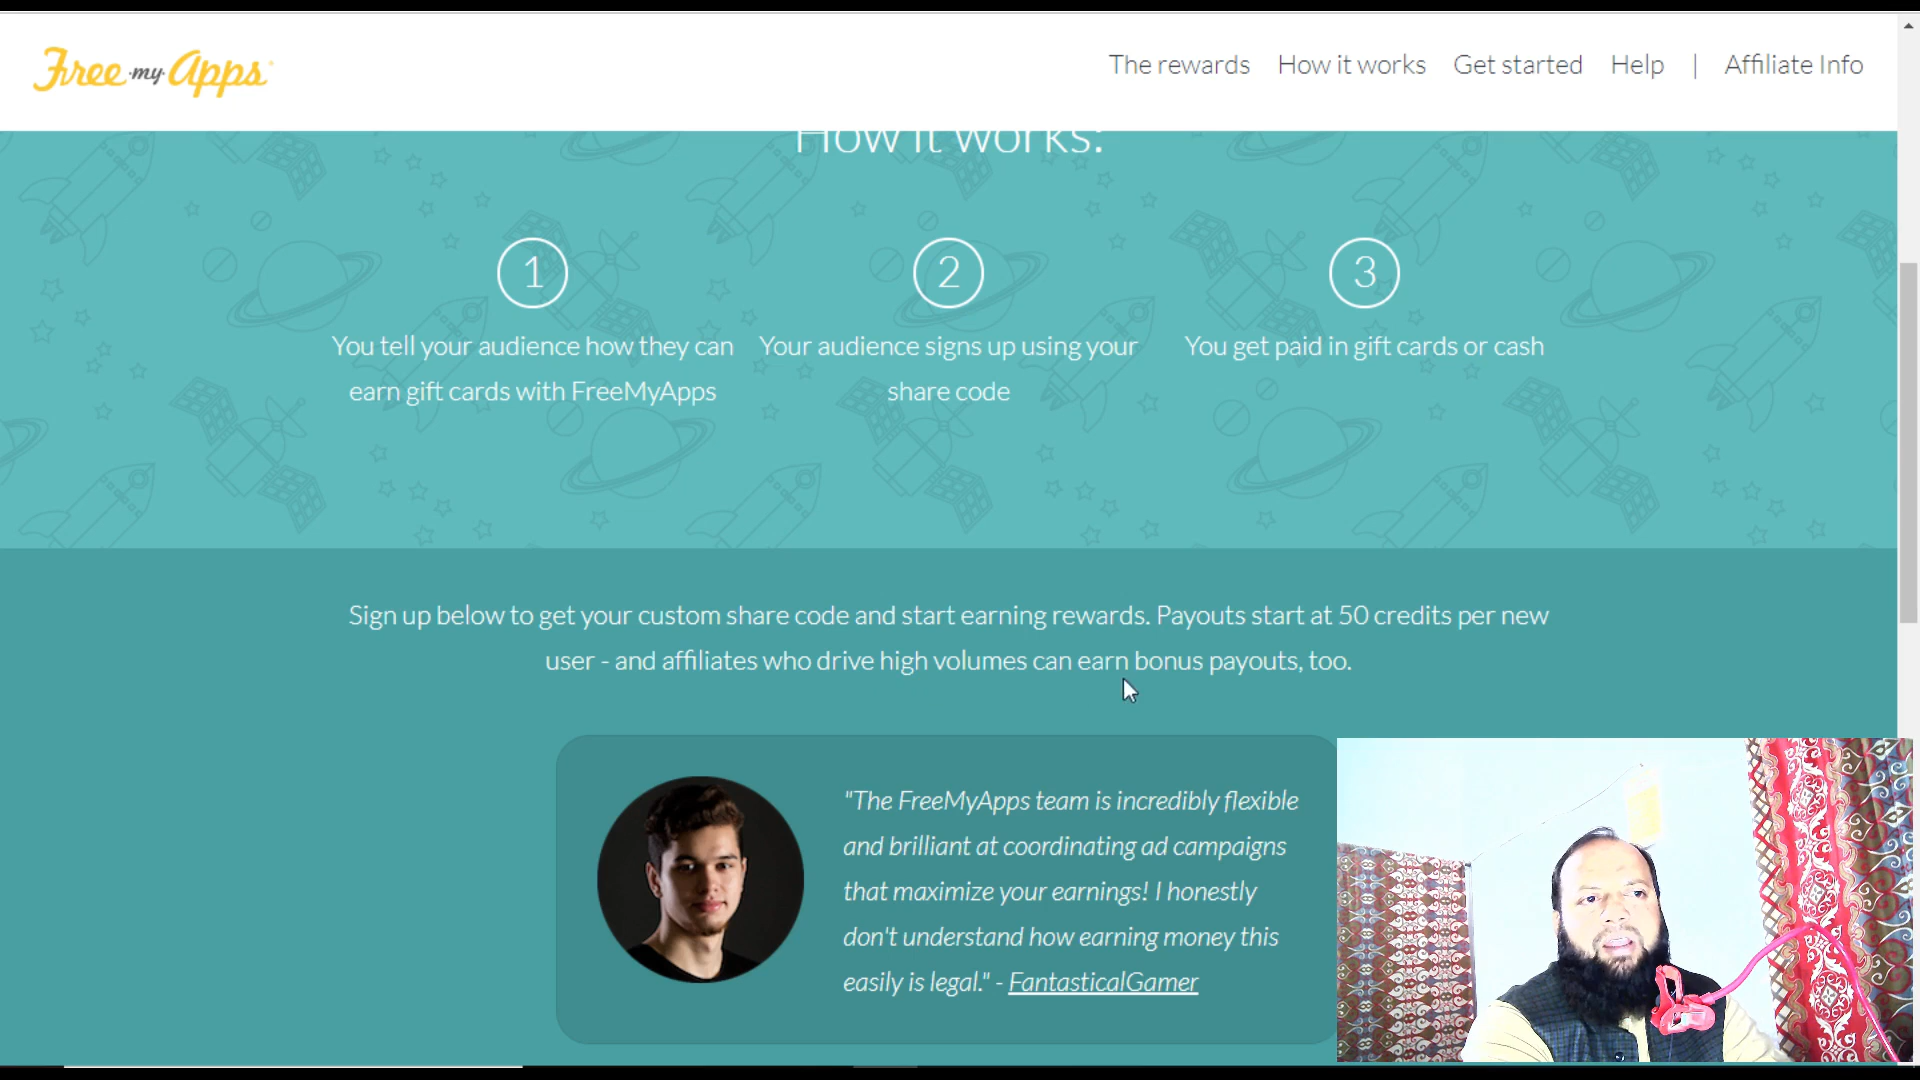 Free my Apps
The rewards How it works Get started Help | Affiliate Info
How it works:
1
2
3
You tell your audience how they can
earn gift cards with FreeMyApps
Your audience signs up using your
share code
You get paid in gift cards or cash
Sign up below to get your custom share code and start earning rewards. Payouts start at 50 credits per new
user - and affiliates who drive high volumes can earn bonus payouts, too.
"The FreeMyApps team is incredibly flexible
and brilliant at coordinating ad campaigns
that maximize your earnings! I honestly
don't understand how earning money this
easily is legal." - FantasticalGamer